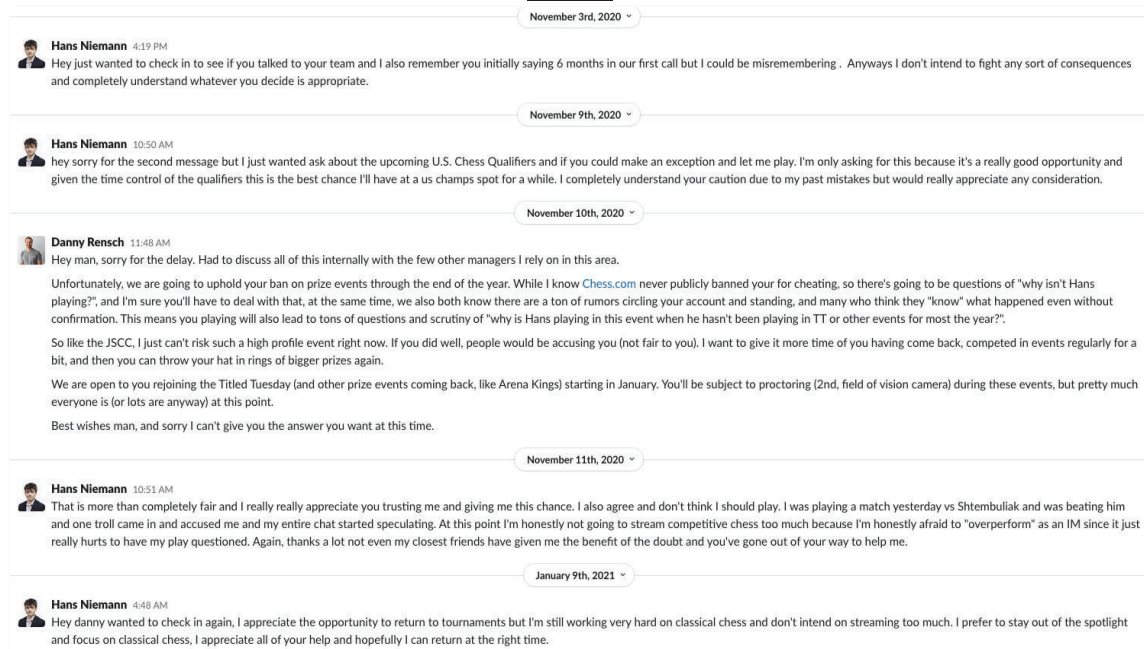 November 3rd, 2020
Hans Niemann 4:19 PM
Hey just wanted to check in to see if you talked to your team and I also remember you initially saying 6 months in our first call but I could be misremembering . Anyways I don't intend to fight any sort of consequences
and completely understand whatever you decide is appropriate.
November 9th, 2020
Hans Niemann 10:50 AM
hey sorry for the second message but I just wanted ask about the upcoming U.S. Chess Qualifiers and if you could make an exception and let me play. I'm only asking for this because it's a really good opportunity and
given the time control of the qualifiers this is the best chance I'll have at a us champs spot for a while. I completely understand your caution due to my past mistakes but would really appreciate any consideration.
November 10th, 2020
Danny Rensch 11:48 AM
Hey man, sorry for the delay. Had to discuss all of this internally with the few other managers I rely on in this area.
Unfortunately, we are going to uphold your ban on prize events through the end of the year. While I know Chess.com never publicly banned your for cheating, so there's going to be questions of "why isn't Hans
playing?", and I'm sure you'll have to deal with that, at the same time, we also both know there are a ton of rumors circling your account and standing, and many who think they "know" what happened even without
confirmation. This means you playing will also lead to tons of questions and scrutiny of "why is Hans playing in this event when he hasn't been playing in TT or other events for most the year?".
So like the JSCC, I just can't risk such a high profile event right now. If you did well, people would be accusing you (not fair to you). I want to give it more time of you having come back, competed in events regularly for a
bit, and then you can throw your hat in rings of bigger prizes again.
We are open to you rejoining the Titled Tuesday (and other prize events coming back, like Arena Kings) starting in January. You'll be subject to proctoring (2nd, field of vision camera) during these events, but pretty much
everyone is (or lots are anyway) at this point.
Best wishes man, and sorry I can't give you the answer you want at this time.
November 11th, 2020
Hans Niemann 10:51 AM
That is more than completely fair and I really really appreciate you trusting me and giving me this chance. I also agree and don't think I should play. I was playing a match yesterday vs Shtembuliak and was beating him
and one troll came in and accused me and my entire chat started speculating. At this point I'm honestly not going to stream competitive chess too much because I'm honestly afraid to "overperform" as an IM since it just
really hurts to have my play questioned. Again, thanks a lot not even my closest friends have given me the benefit of the doubt and you've gone out of your way to help me.
January 9th, 2021
Hans Niemann 4:48 AM
Hey danny wanted to check in again, I appreciate the opportunity to return to tournaments but I'm still working very hard on classical chess and don't intend on streaming too much. I prefer to stay out of the spotlight
and focus on classical chess, I appreciate all of your help and hopefully I can return at the right time.